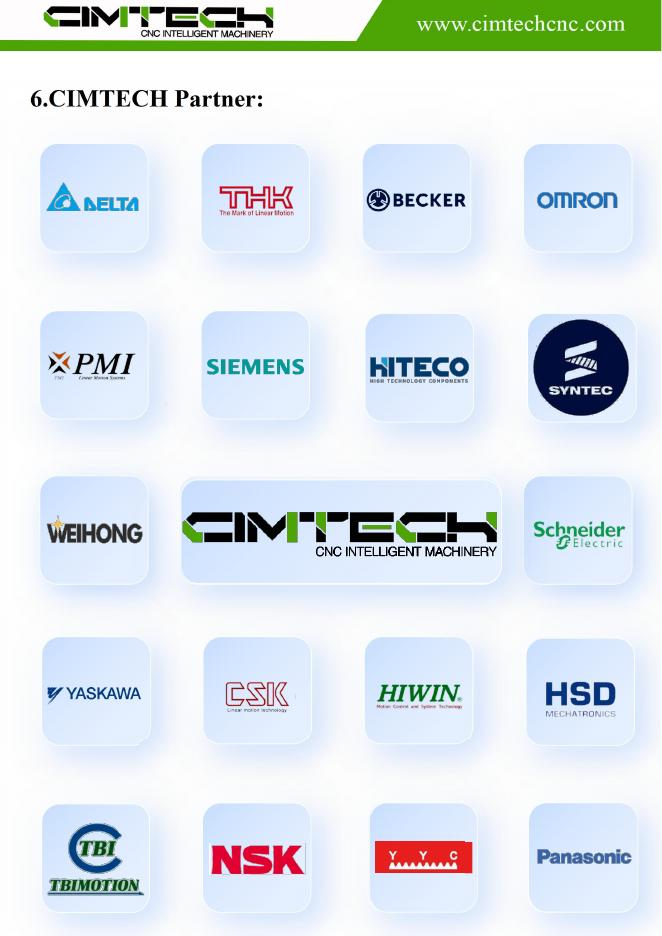 CIMTECH
CNC INTELLIGENT MACHINERY
www.cimtechcnc.com
6.CIMTECH Partner:
DELTA
THK
The Mark of Linear Motion
BECKER
OMRON
PMI
PMI
Linear Motion Systems
SIEMENS
HITECO
HIGH TECHNOLOGY COMPONENTS
SYNTEC
WEIHONG
CIMTECH
CNC INTELLIGENT MACHINERY
Schneider
Electric
YASKAWA
CSK
Linear motion technology
HIWIN®
Motion Control and System Technology
HSD
MECHATRONICS
TBI
TBIMOTION
NSK
YYC
Panasonic